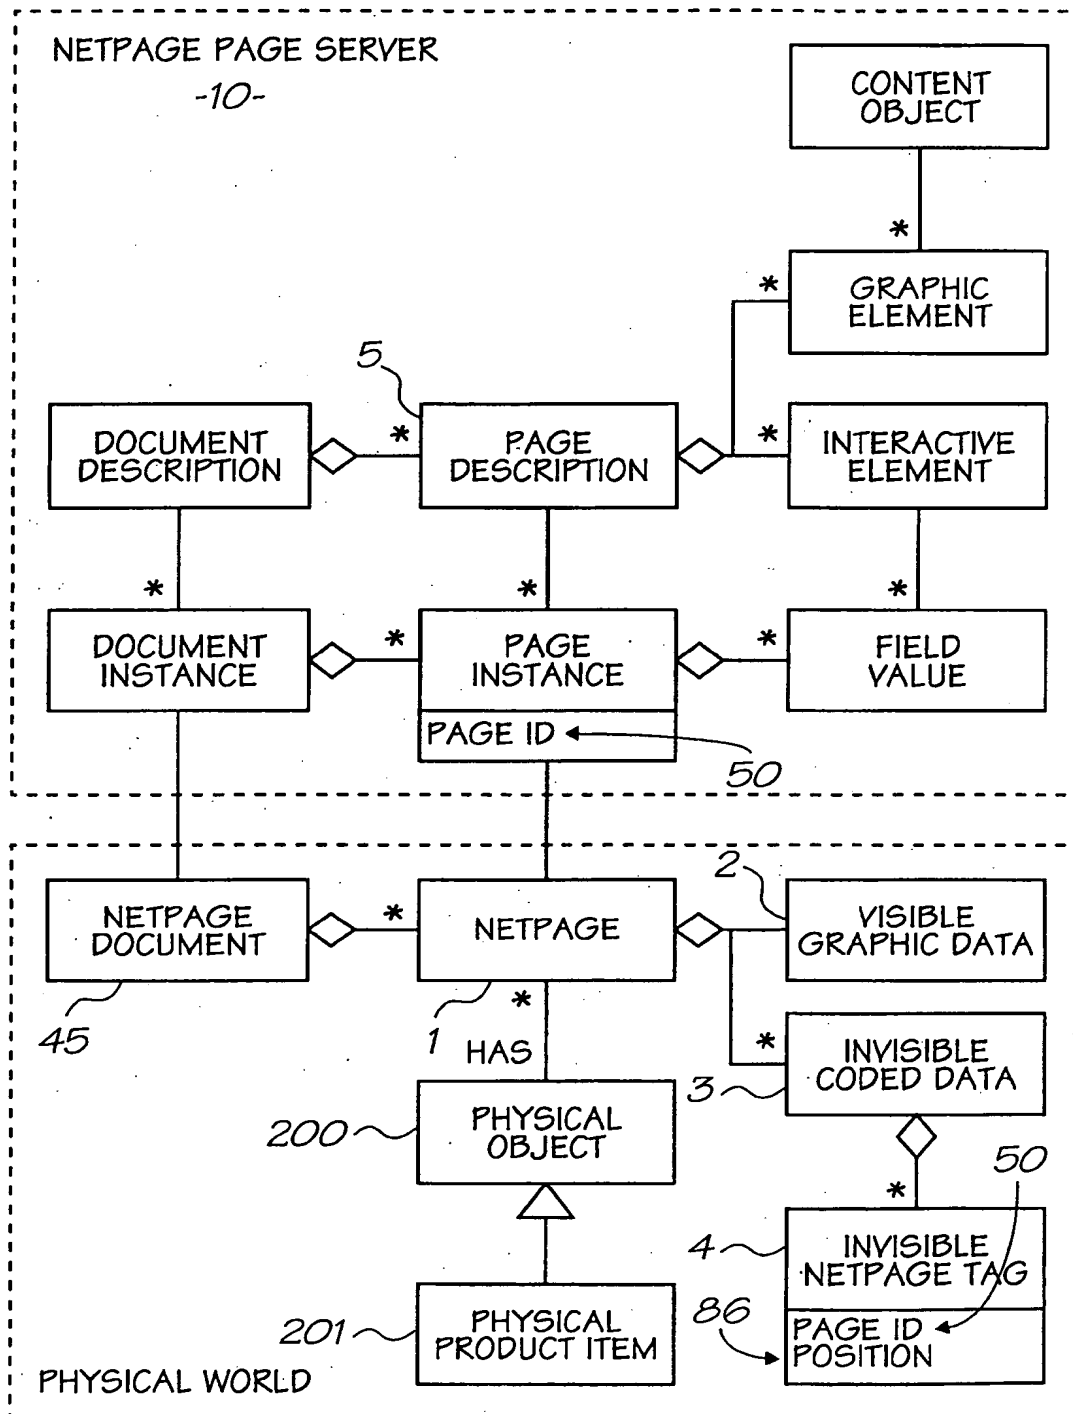 NETPAGE PAGE SERVER
-10-
CONTENT
OBJECT
*
GRAPHIC
ELEMENT
*
5
DOCUMENT
DESCRIPTION
*
PAGE
DESCRIPTION
*
INTERACTIVE
ELEMENT
*
*
*
DOCUMENT
INSTANCE
*
PAGE
INSTANCE
*
FIELD
VALUE
PAGE ID
50
NETPAGE
DOCUMENT
*
NETPAGE
2
VISIBLE
GRAPHIC DATA
45
1
*
HAS
*
3
INVISIBLE
CODED DATA
200
PHYSICAL
OBJECT
50
*
4
INVISIBLE
NETPAGE TAG
86
PAGE ID
POSITION
201
PHYSICAL
PRODUCT ITEM
PHYSICAL WORLD